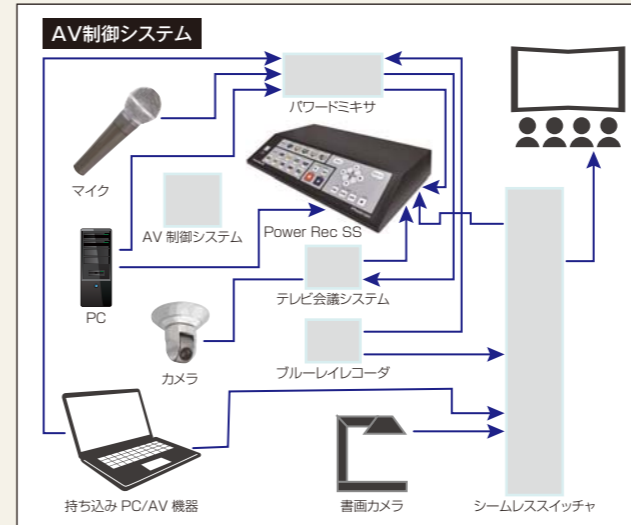 AV制御システム
パワードミキサ
マイク
AV 制御システム
Power Rec SS
PC
テレビ会議システム
カメラ
ブルーレイレコーダ
持ち込み PC/AV 機器
書画カメラ
シームレススイッチャ